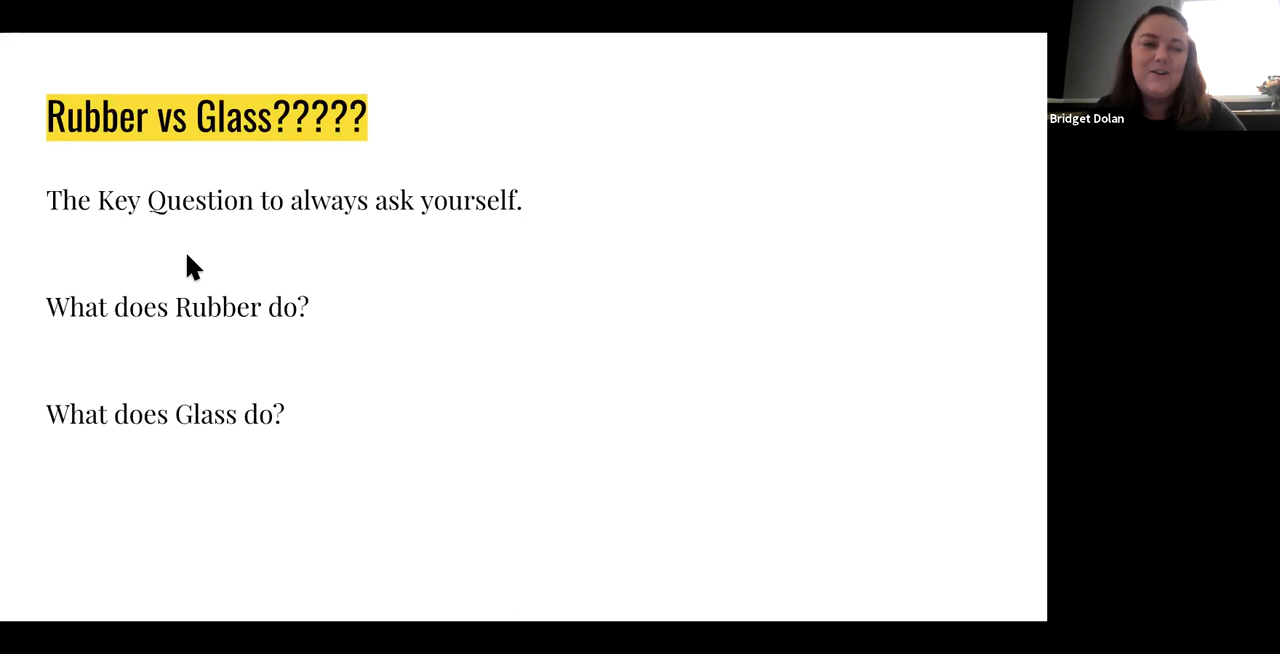 Rubber vs Glass?????
The Key Question to always ask yourself.
What does Rubber do?
What does Glass do?
Bridget Dolan